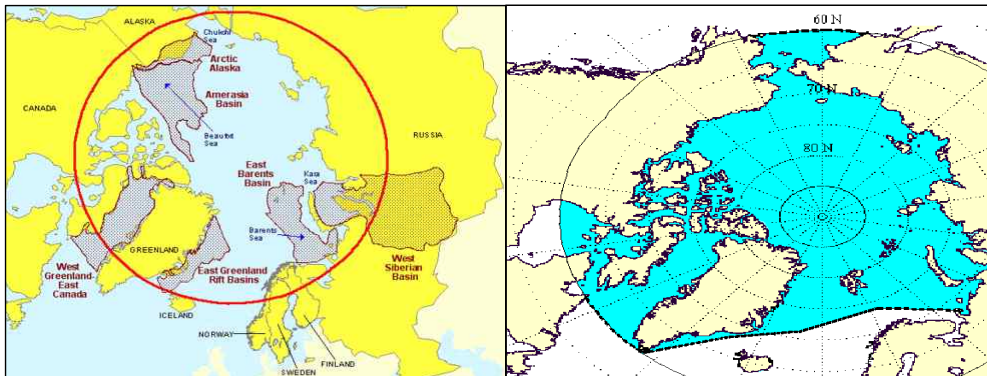 ALASKA
Chukchi
Sea
Arctic
Alaska
CANADA
Amerasia
Basin
Beaufort
Sea
RUSSIA
East
Barents
Basin
Kara
Sea
Barents
Sea
GREENLAND
West
Greenland-
East
Canada
East Greenland
Rift Basins
West
Siberian
Basin
ICELAND
NORWAY
FINLAND
SWEDEN
60 N
70 N
80 N